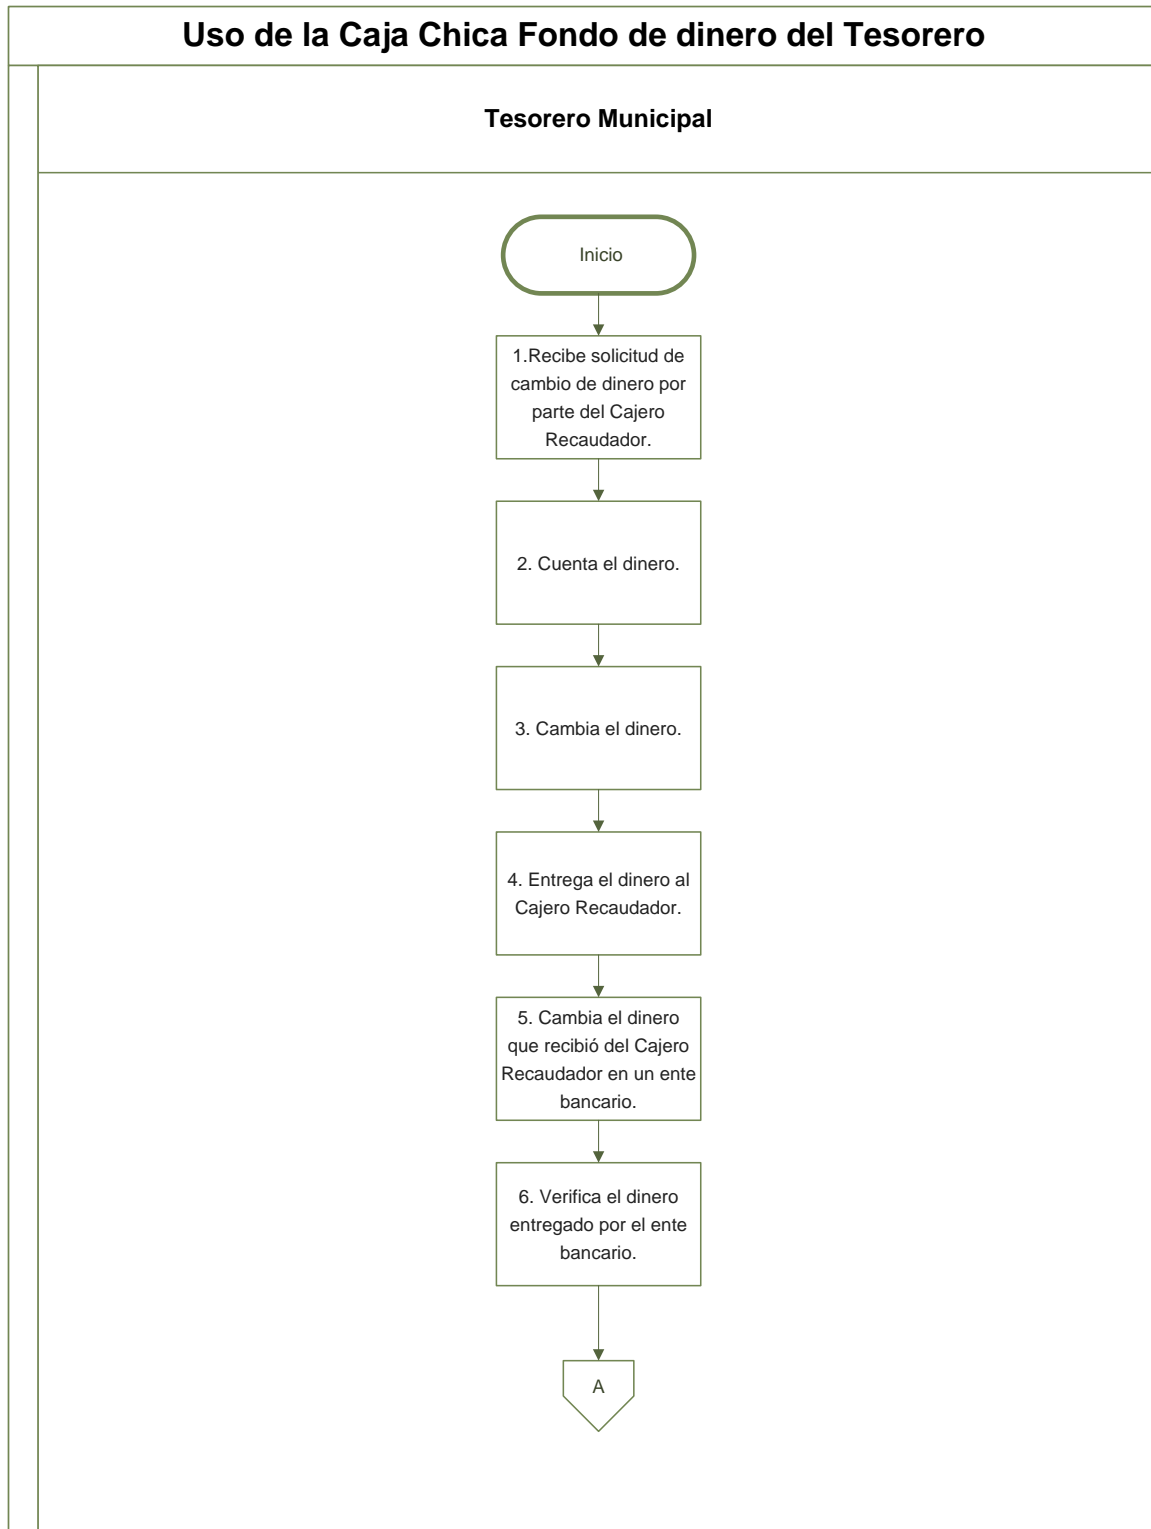 Uso de la Caja Chica Fondo de dinero del Tesorero
Tesorero Municipal
Inicio
1.Recibe solicitud de
cambio de dinero por
parte del Cajero
Recaudador.
2. Cuenta el dinero.
3. Cambia el dinero.
4. Entrega el dinero al
Cajero Recaudador.
5. Cambia el dinero
que recibió del Cajero
Recaudador en un ente
bancario.
6. Verifica el dinero
entregado por el ente
bancario.
A